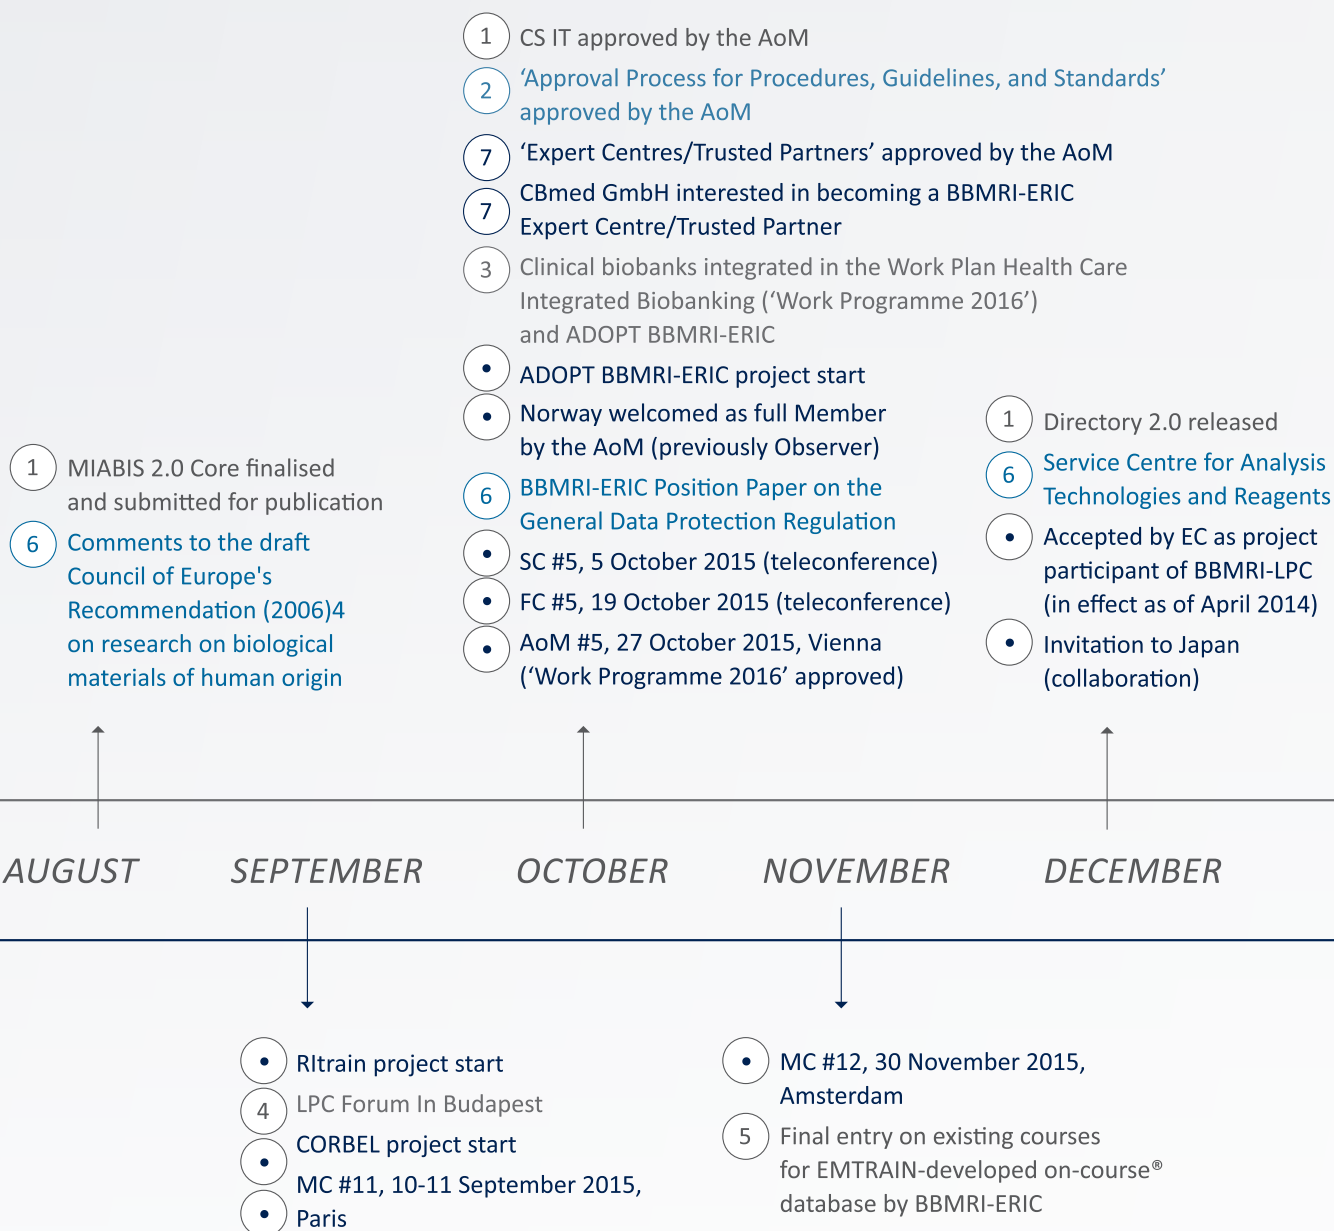 1 CS IT approved by the AoM
2 ‘Approval Process for Procedures, Guidelines, and Standards’
approved by the AoM
7 ‘Expert Centres/Trusted Partners’ approved by the AoM
7 CBmed GmbH interested in becoming a BBMRI-ERIC
Expert Centre/Trusted Partner
3 Clinical biobanks integrated in the Work Plan Health Care
Integrated Biobanking (‘Work Programme 2016’)
and ADOPT BBMRI-ERIC
• ADOPT BBMRI-ERIC project start
• Norway welcomed as full Member
by the AoM (previously Observer)
6 BBMRI-ERIC Position Paper on the
General Data Protection Regulation
• SC #5, 5 October 2015 (teleconference)
• FC #5, 19 October 2015 (teleconference)
• AoM #5, 27 October 2015, Vienna
(‘Work Programme 2016’ approved)
1 MIABIS 2.0 Core finalised
and submitted for publication
6 Comments to the draft
Council of Europe's
Recommendation (2006)4
on research on biological
materials of human origin
1 Directory 2.0 released
6 Service Centre for Analysis
Technologies and Reagents
• Accepted by EC as project
participant of BBMRI-LPC
(in effect as of April 2014)
• Invitation to Japan
(collaboration)
AUGUST SEPTEMBER OCTOBER NOVEMBER DECEMBER
• RItrain project start
4 LPC Forum In Budapest
• CORBEL project start
• MC #11, 10-11 September 2015,
Paris
• MC #12, 30 November 2015,
Amsterdam
5 Final entry on existing courses
for EMTRAIN-developed on-course®
database by BBMRI-ERIC